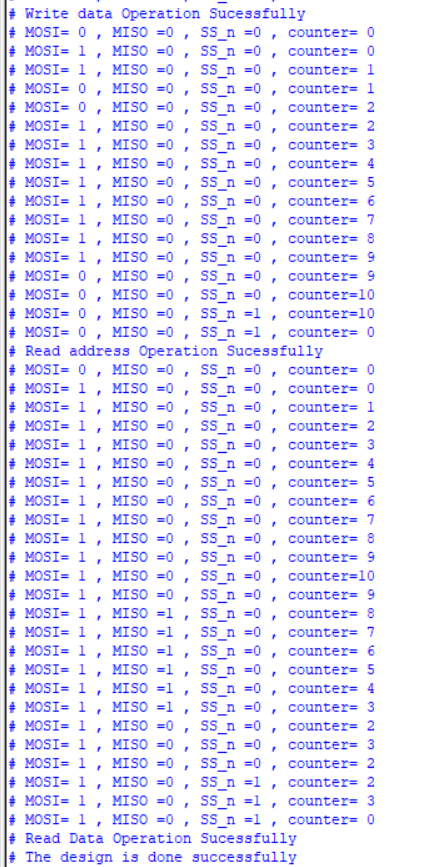 # Write data Operation Sucessfully
# MOSI= 0 , MISO =0 , SS_n =0 , counter= 0
# MOSI= 1 , MISO =0 , SS_n =0 , counter= 0
# MOSI= 1 , MISO =0 , SS_n =0 , counter= 1
# MOSI= 0 , MISO =0 , SS_n =0 , counter= 1
# MOSI= 0 , MISO =0 , SS_n =0 , counter= 2
# MOSI= 1 , MISO =0 , SS_n =0 , counter= 2
# MOSI= 1 , MISO =0 , SS_n =0 , counter= 3
# MOSI= 1 , MISO =0 , SS_n =0 , counter= 4
# MOSI= 1 , MISO =0 , SS_n =0 , counter= 5
# MOSI= 1 , MISO =0 , SS_n =0 , counter= 6
# MOSI= 1 , MISO =0 , SS_n =0 , counter= 7
# MOSI= 1 , MISO =0 , SS_n =0 , counter= 8
# MOSI= 1 , MISO =0 , SS_n =0 , counter= 9
# MOSI= 0 , MISO =0 , SS_n =0 , counter= 9
# MOSI= 0 , MISO =0 , SS_n =0 , counter=10
# MOSI= 0 , MISO =0 , SS_n =1 , counter=10
# MOSI= 0 , MISO =0 , SS_n =1 , counter= 0
# Read address Operation Sucessfully
# MOSI= 0 , MISO =0 , SS_n =0 , counter= 0
# MOSI= 1 , MISO =0 , SS_n =0 , counter= 0
# MOSI= 1 , MISO =0 , SS_n =0 , counter= 1
# MOSI= 1 , MISO =0 , SS_n =0 , counter= 2
# MOSI= 1 , MISO =0 , SS_n =0 , counter= 3
# MOSI= 1 , MISO =0 , SS_n =0 , counter= 4
# MOSI= 1 , MISO =0 , SS_n =0 , counter= 5
# MOSI= 1 , MISO =0 , SS_n =0 , counter= 6
# MOSI= 1 , MISO =0 , SS_n =0 , counter= 7
# MOSI= 1 , MISO =0 , SS_n =0 , counter= 8
# MOSI= 1 , MISO =0 , SS_n =0 , counter= 9
# MOSI= 1 , MISO =0 , SS_n =0 , counter=10
# MOSI= 1 , MISO =0 , SS_n =0 , counter= 9
# MOSI= 1 , MISO =1 , SS_n =0 , counter= 8
# MOSI= 1 , MISO =1 , SS_n =0 , counter= 7
# MOSI= 1 , MISO =1 , SS_n =0 , counter= 6
# MOSI= 1 , MISO =1 , SS_n =0 , counter= 5
# MOSI= 1 , MISO =1 , SS_n =0 , counter= 4
# MOSI= 1 , MISO =1 , SS_n =0 , counter= 3
# MOSI= 1 , MISO =0 , SS_n =0 , counter= 2
# MOSI= 1 , MISO =0 , SS_n =0 , counter= 3
# MOSI= 1 , MISO =0 , SS_n =0 , counter= 2
# MOSI= 1 , MISO =0 , SS_n =1 , counter= 2
# MOSI= 1 , MISO =0 , SS_n =1 , counter= 3
# MOSI= 1 , MISO =0 , SS_n =1 , counter= 0
# Read Data Operation Sucessfully
# The design is done successfully